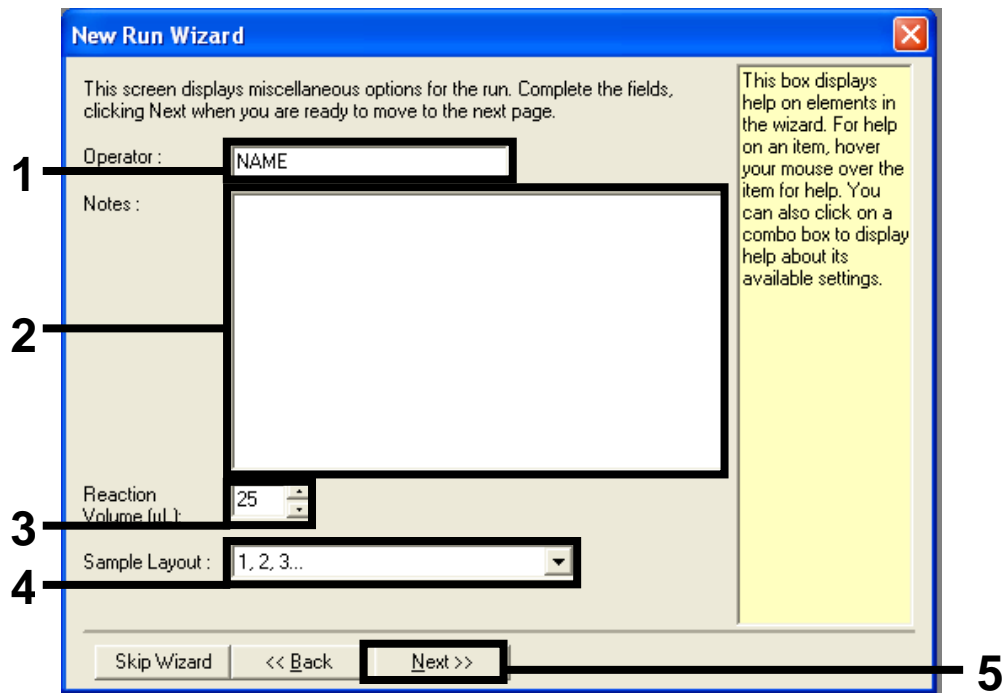 New Run Wizard
This screen displays miscellaneous options for the run. Complete the fields,
clicking Next when you are ready to move to the next page.
This box displays
help on elements in
the wizard. For help
on an item, hover
your mouse over the
item for help. You
can also click on a
combo box to display
help about its
available settings.
1
Operator :
NAME
Notes :
2
Reaction
Volume (µL):
25
3
Sample Layout :
1, 2, 3...
4
Skip Wizard
<< Back
Next >>
5